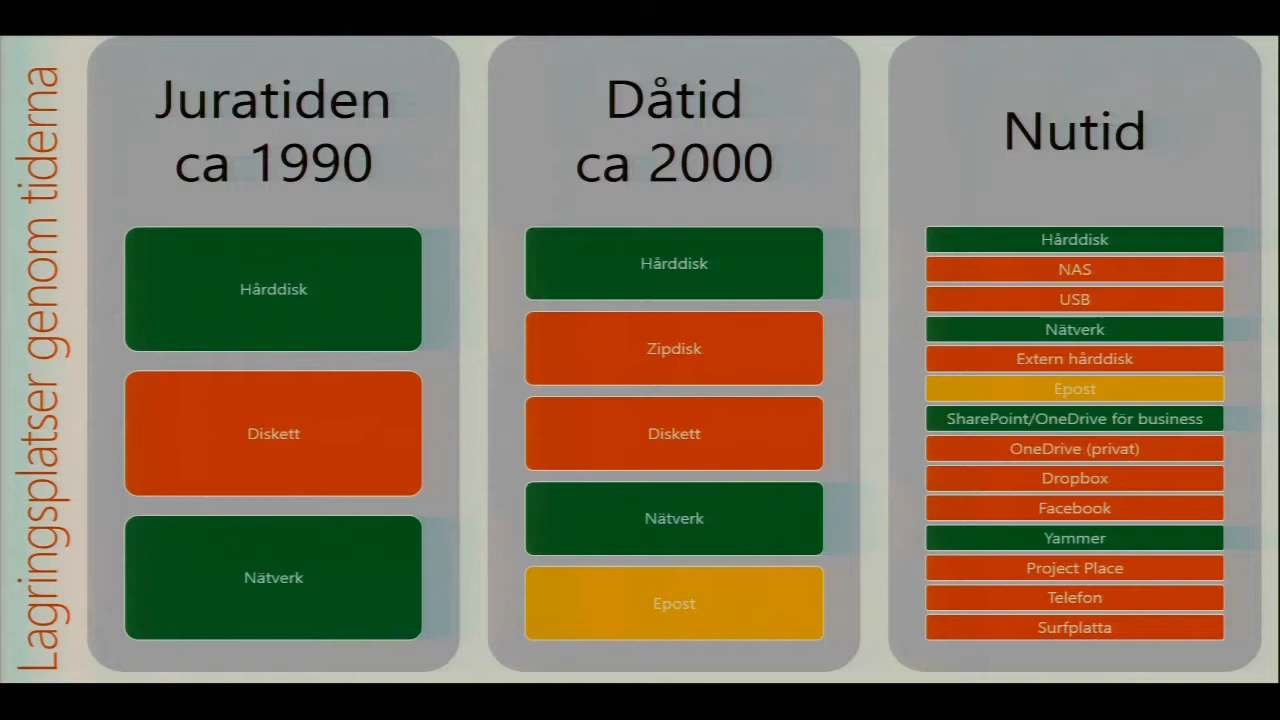 Lagringsplatser genom tiderna
Juratiden
ca 1990
Hårddisk
Diskett
Nätverk
Dåtid
ca 2000
Hårddisk
Zipdisk
Diskett
Nätverk
Epost
Nutid
Hårddisk
NAS
USB
Nätverk
Extern hårddisk
Epost
SharePoint/OneDrive för business
OneDrive (privat)
Dropbox
Facebook
Yammer
Project Place
Telefon
Surfplatta